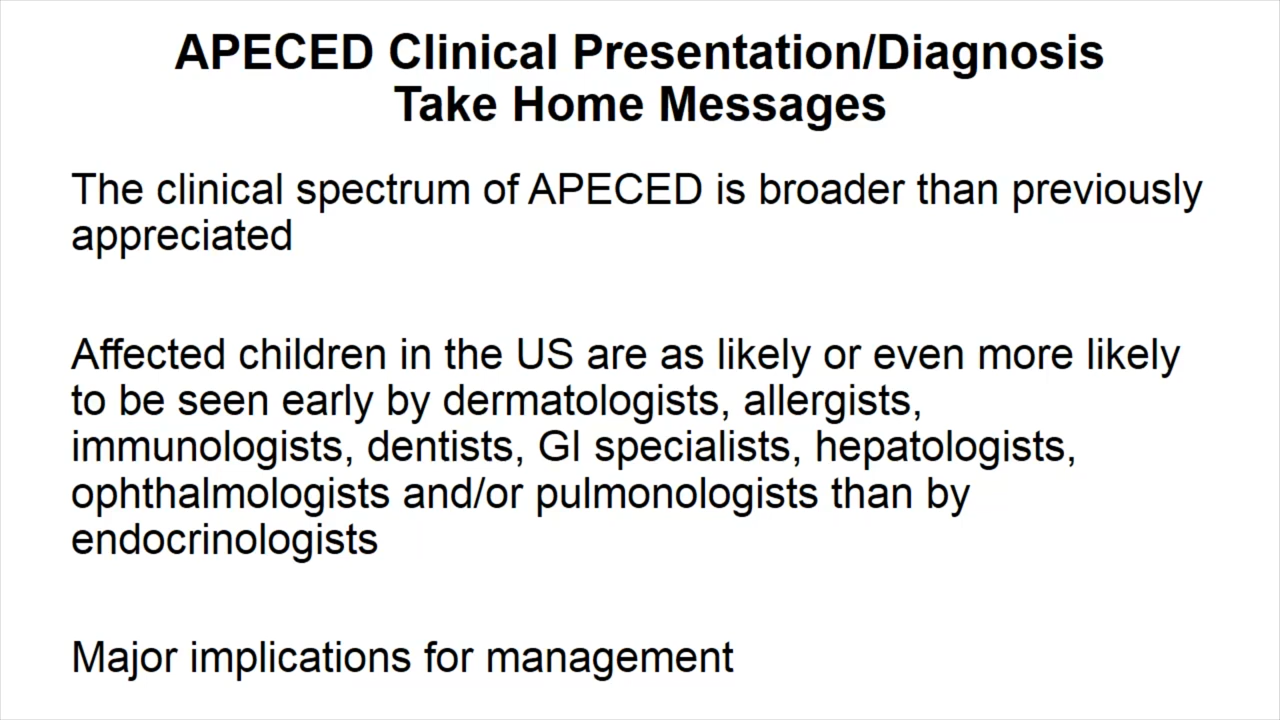 APECED Clinical Presentation/Diagnosis
Take Home Messages
The clinical spectrum of APECED is broader than previously
appreciated
Affected children in the US are as likely or even more likely
to be seen early by dermatologists, allergists,
immunologists, dentists, GI specialists, hepatologists,
ophthalmologists and/or pulmonologists than by
endocrinologists
Major implications for management